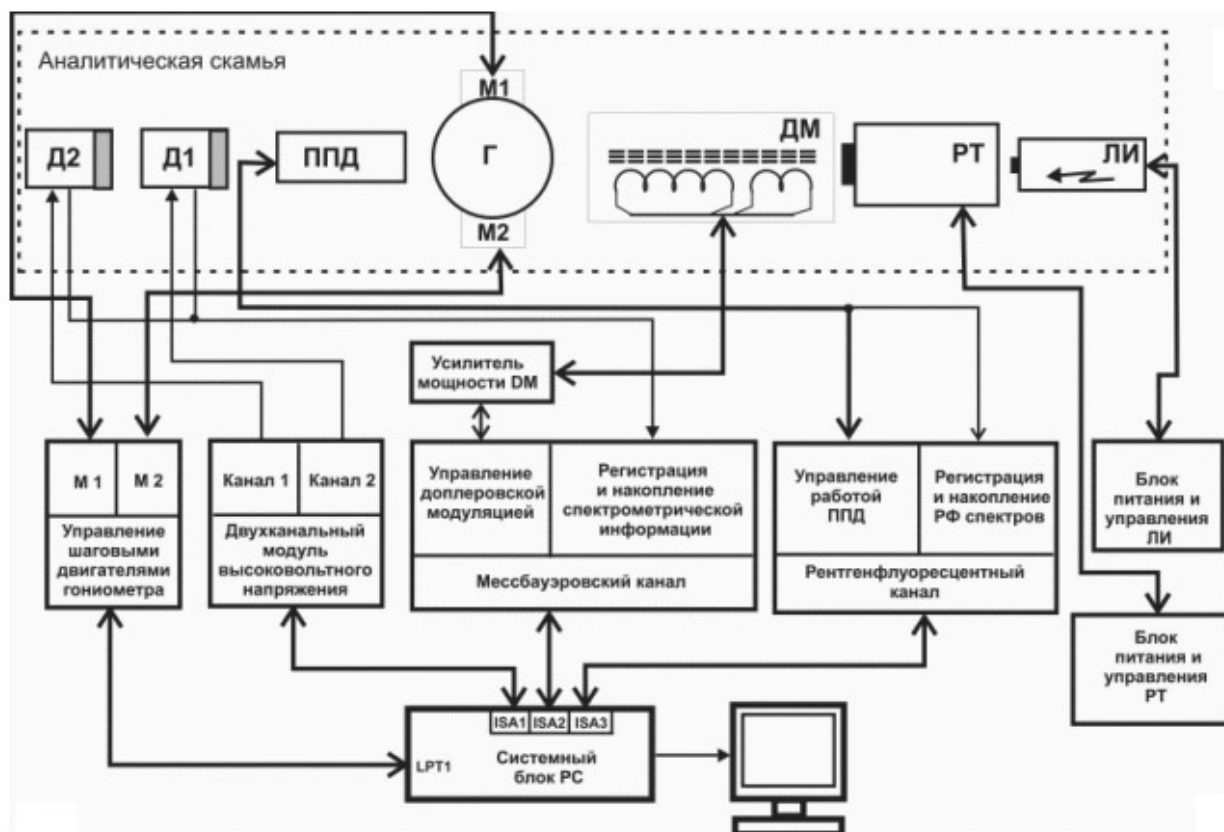 Аналитическая скамья
М1
Д2
Д1
ППД
Г
ДМ
РТ
ЛИ
М2
Усилитель
мощности DM
М 1
М 2
Управление
шаговыми
двигателями
гониометра
Канал 1
Канал 2
Двухканальный
модуль
высоковольтного
напряжения
Управление
доплеровской
модуляцией
Регистрация
и накопление
спектрометрической
информации
Мессбауэровский канал
Управление
работой
ППД
Регистрация
и накопление
РФ спектров
Рентгенфлуоресцентный
канал
Блок
питания и
управления
ЛИ
Блок
питания и
управления
РТ
ISA1
ISA2
ISA3
LPT1
Системный
блок РС